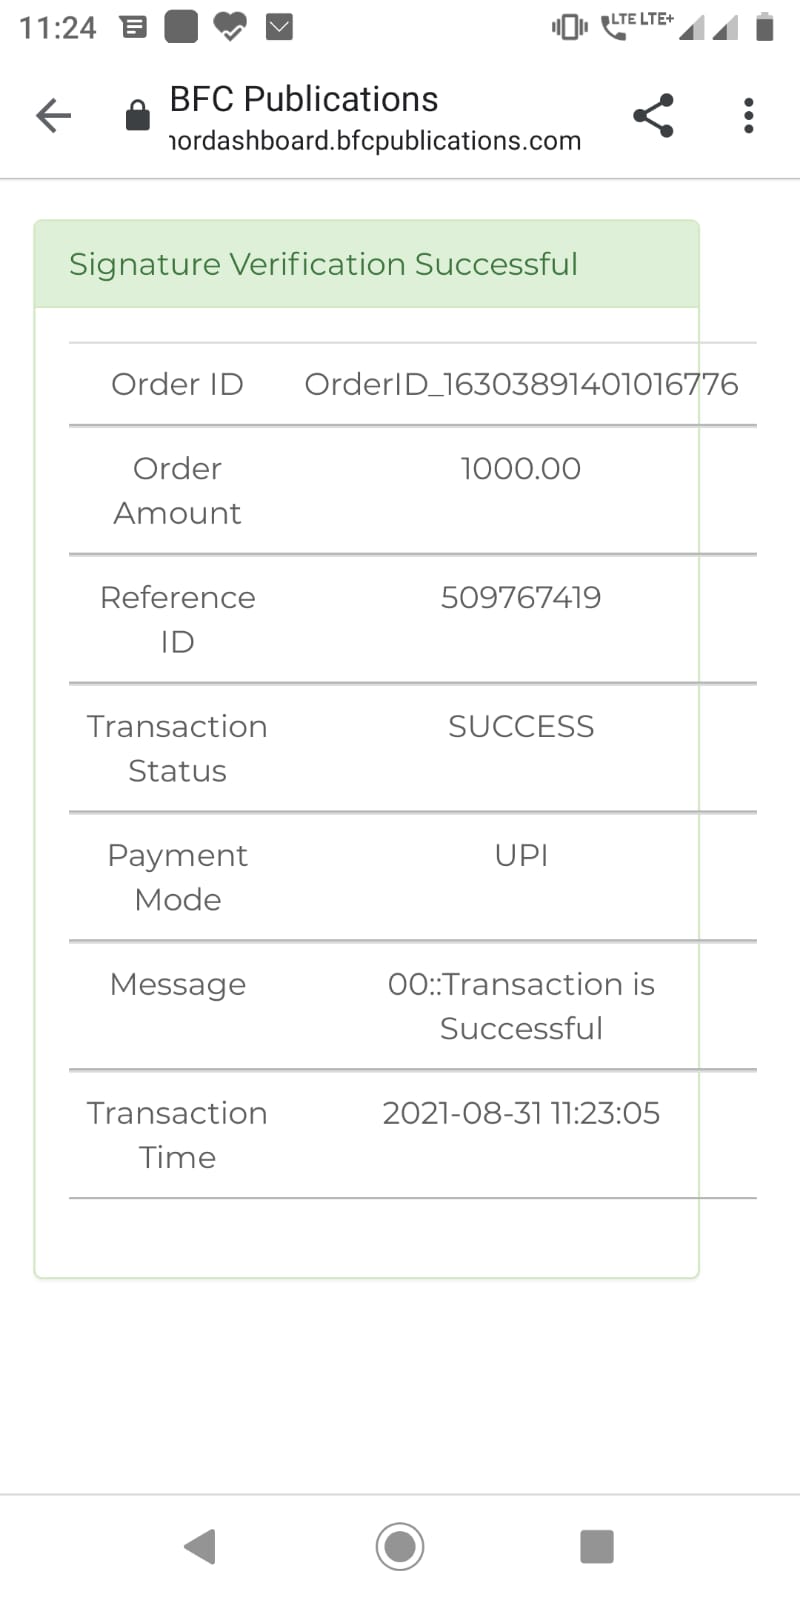 11:24
LTE LTE+
BFC Publications
nordashboard.bfcpublications.com
Signature Verification Successful
Order ID OrderID_16303891401016776
Order Amount 1000.00
Reference ID 509767419
Transaction Status SUCCESS
Payment Mode UPI
Message 00::Transaction is Successful
Transaction Time 2021-08-31 11:23:05